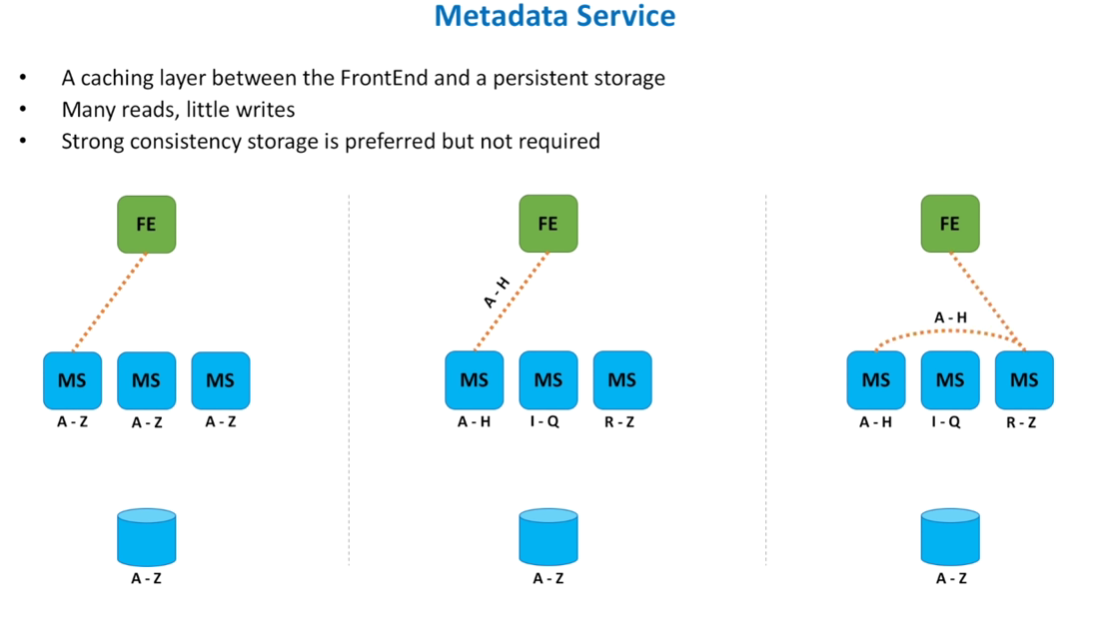 Metadata Service
• A caching layer between the FrontEnd and a persistent storage
• Many reads, little writes
• Strong consistency storage is preferred but not required
FE
MS MS MS
A - Z A - Z A - Z
A - Z
FE
A - H
MS MS MS
A - H I - Q R - Z
A - Z
FE
A - H
MS MS MS
A - H I - Q R - Z
A - Z